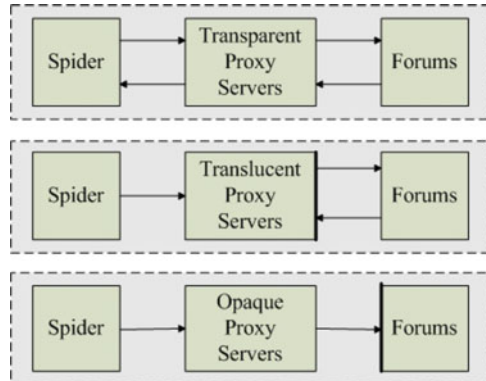 Spider
Transparent
Proxy
Servers
Forums
Spider
Translucent
Proxy
Servers
Forums
Spider
Opaque
Proxy
Servers
Forums